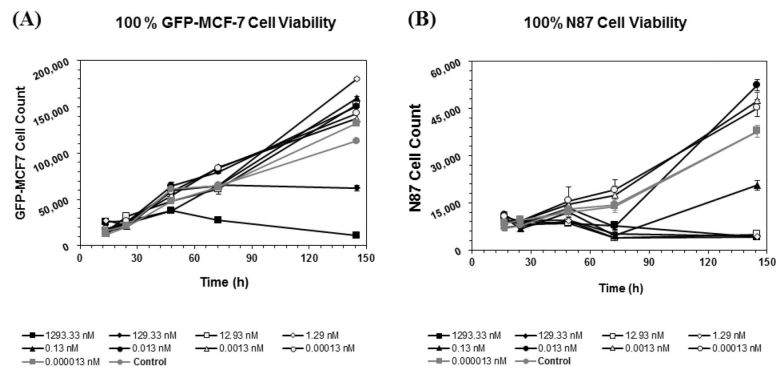 (A)
100 % GFP-MCF-7 Cell Viability
GFP-MCF7 Cell Count
200,000
150,000
100,000
50,000
0
0 30 60 90 120 150
Time (h)
1293.33 nM 129.33 nM 12.93 nM 1.29 nM
0.13 nM 0.013 nM 0.0013 nM 0.00013 nM
0.000013 nM Control
(B)
100% N87 Cell Viability
N87 Cell Count
60,000
45,000
30,000
15,000
0
0 30 60 90 120 150
Time (h)
1293.33 nM 129.33 nM 12.93 nM 1.29 nM
0.13 nM 0.013 nM 0.0013 nM 0.00013 nM
0.000013 nM Control